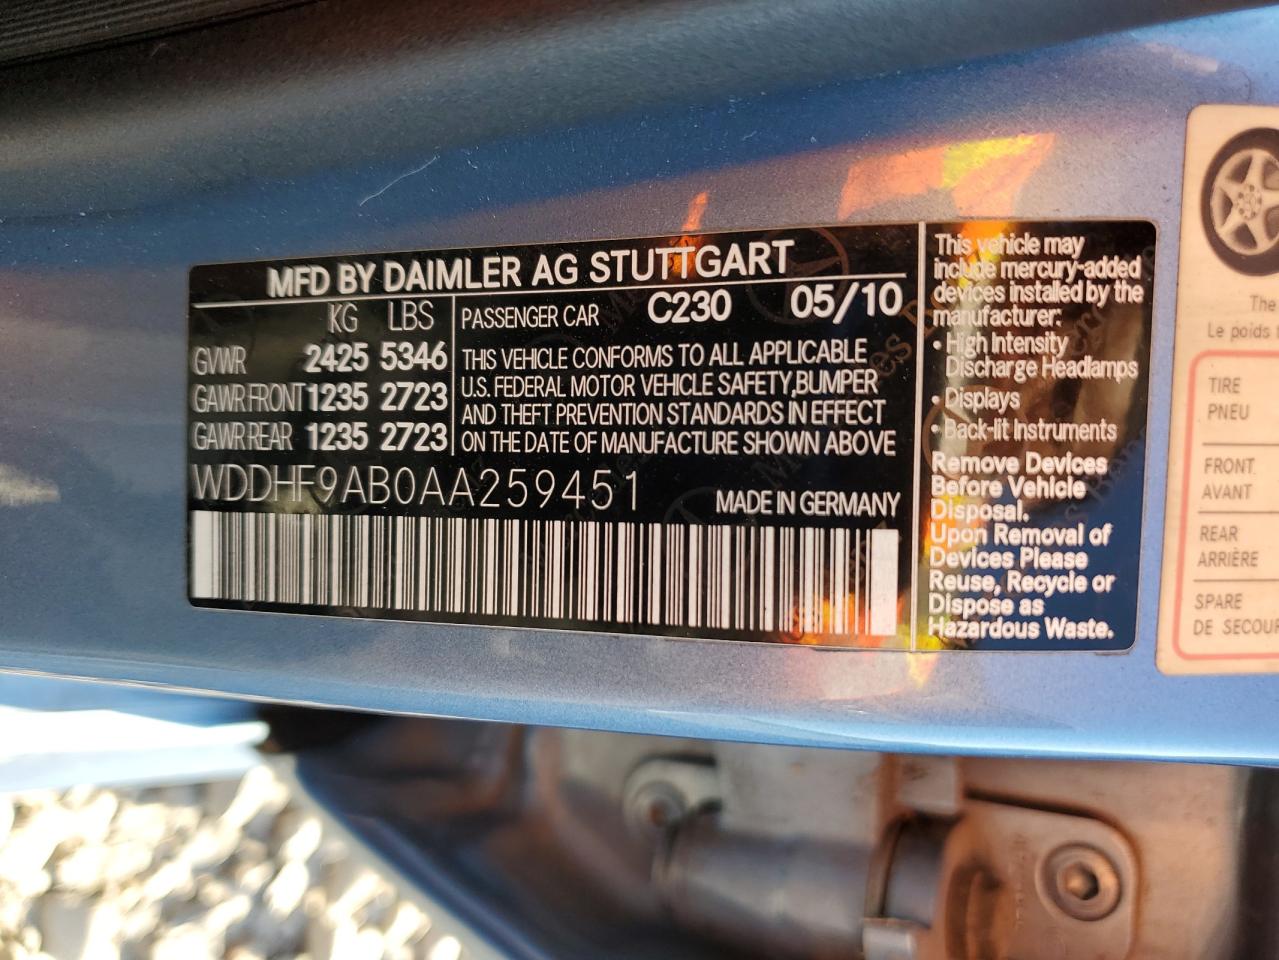 MFD BY DAIMLER AG STUTTGART
KG LBS
GVWR 2425 5346
GAWR FRONT 1235 2723
GAWR REAR 1235 2723
PASSENGER CAR C230 05/10
THIS VEHICLE CONFORMS TO ALL APPLICABLE
U.S. FEDERAL MOTOR VEHICLE SAFETY,BUMPER
AND THEFT PREVENTION STANDARDS IN EFFECT
ON THE DATE OF MANUFACTURE SHOWN ABOVE
WDDHF9AB0AA259451
MADE IN GERMANY
This vehicle may
include mercury-added
devices installed by the
manufacturer:
• High Intensity
Discharge Headlamps
• Displays
• Back-lit Instruments
Remove Devices
Before Vehicle
Disposal.
Upon Removal of
Devices Please
Reuse, Recycle or
Dispose as
Hazardous Waste.
The
Le poids
TIRE
PNEU
FRONT
AVANT
REAR
ARRIÈRE
SPARE
DE SECOUR